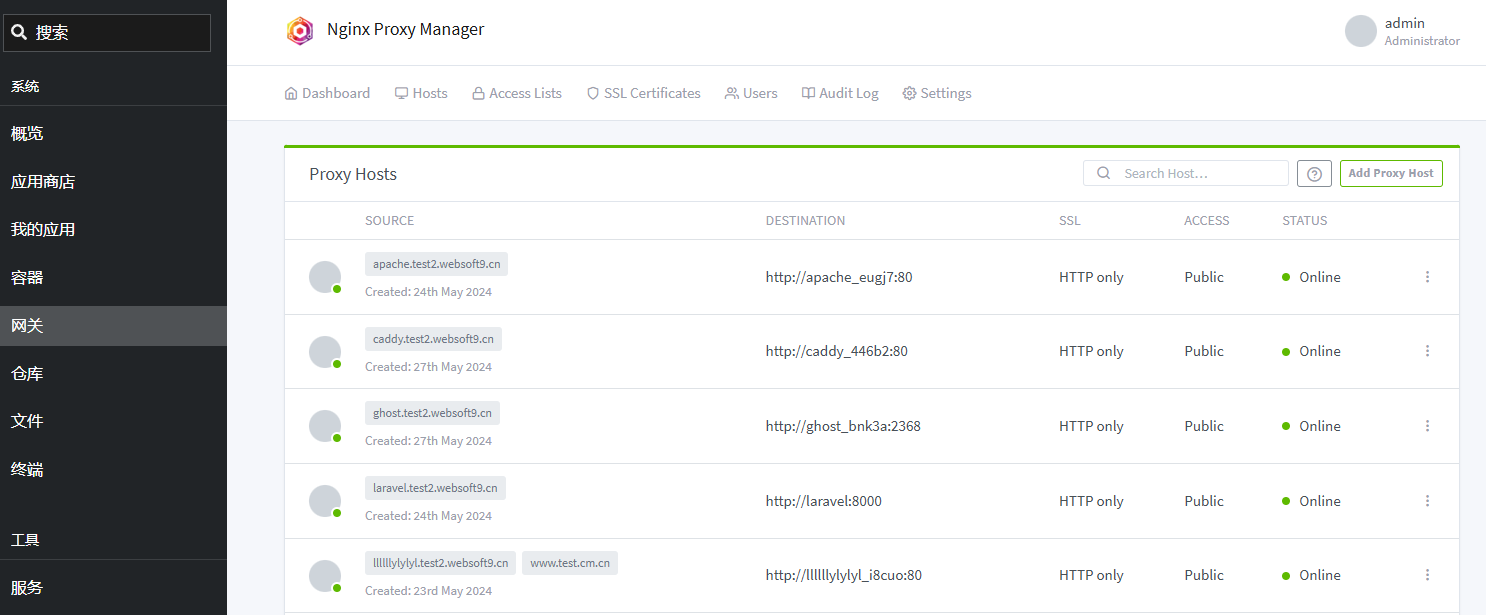 搜索
系统
概览
应用商店
我的应用
容器
网关
仓库
文件
终端
工具
服务
Nginx Proxy Manager
admin
Administrator
Dashboard Hosts Access Lists SSL Certificates Users Audit Log Settings
Proxy Hosts Search Host... Add Proxy Host
SOURCE DESTINATION SSL ACCESS STATUS
apache.test2.websoft9.cn
Created: 24th May 2024
http://apache_eugj7:80 HTTP only Public Online
caddy.test2.websoft9.cn
Created: 27th May 2024
http://caddy_446b2:80 HTTP only Public Online
ghost.test2.websoft9.cn
Created: 27th May 2024
http://ghost_bnk3a:2368 HTTP only Public Online
laravel.test2.websoft9.cn
Created: 24th May 2024
http://laravel:8000 HTTP only Public Online
llllllylylyl.test2.websoft9.cn www.test.cm.cn
Created: 23rd May 2024
http://llllllylylyl_i8cuo:80 HTTP only Public Online